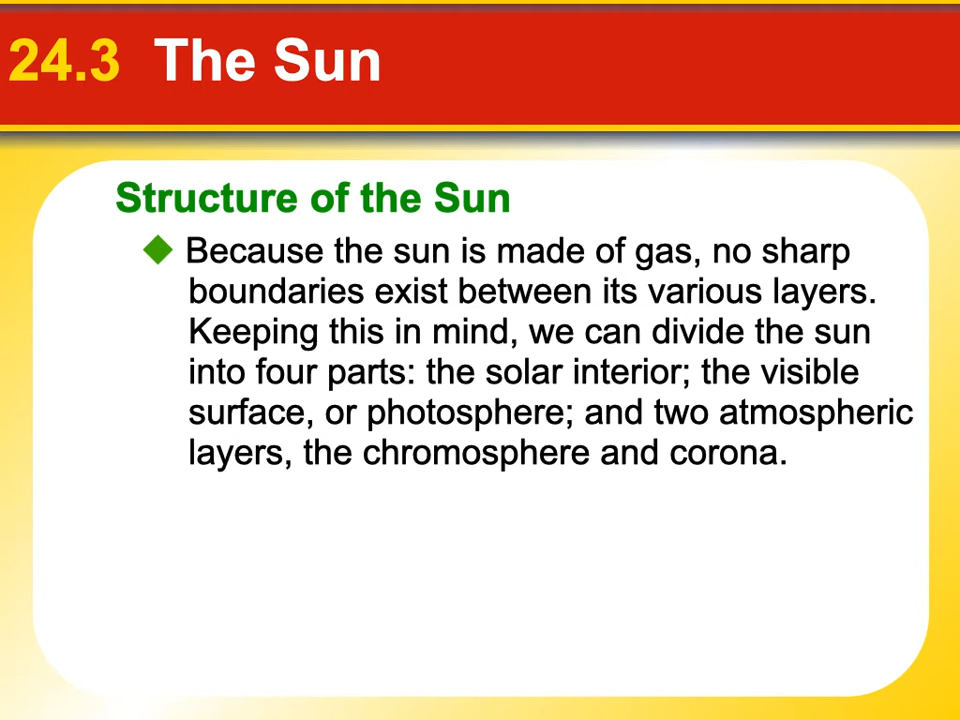 24.3 The Sun
Structure of the Sun
Because the sun is made of gas, no sharp
boundaries exist between its various layers.
Keeping this in mind, we can divide the sun
into four parts: the solar interior; the visible
surface, or photosphere; and two atmospheric
layers, the chromosphere and corona.